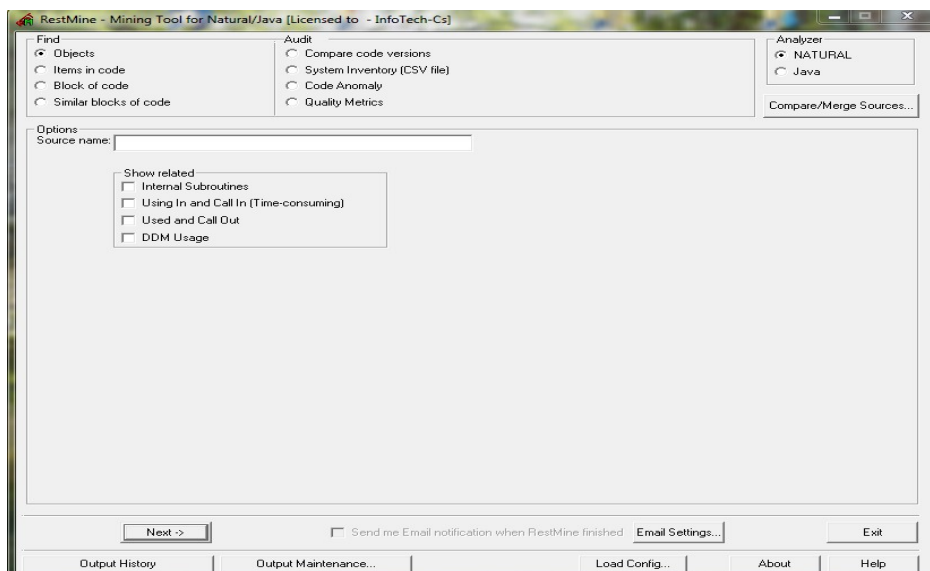 RestMine - Mining Tool for Natural/Java [Licensed to - InfoTech-Cs]
Find
Objects
Items in code
Block of code
Similar blocks of code
Audit
Compare code versions
System Inventory (CSV file)
Code Anomaly
Quality Metrics
Analyzer
NATURAL
Java
Compare/Merge Sources...
Options
Source name:
Show related
Internal Subroutines
Using In and Call In (Time-consuming)
Used and Call Out
DDM Usage
Next ->
Send me Email notification when RestMine finished
Email Settings...
Exit
Output History
Output Maintenance...
Load Config...
About
Help